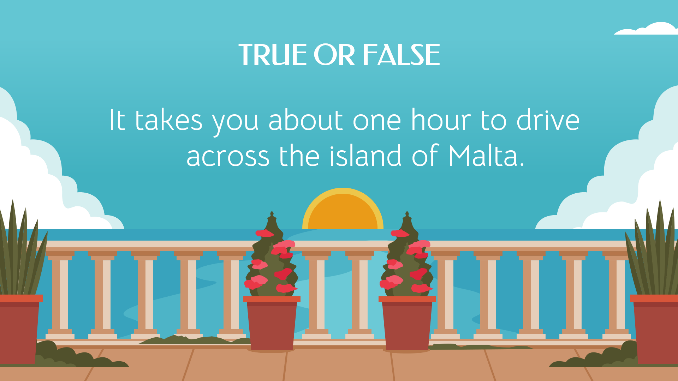 TRUE OR FALSE
It takes you about one hour to drive
across the island of Malta.